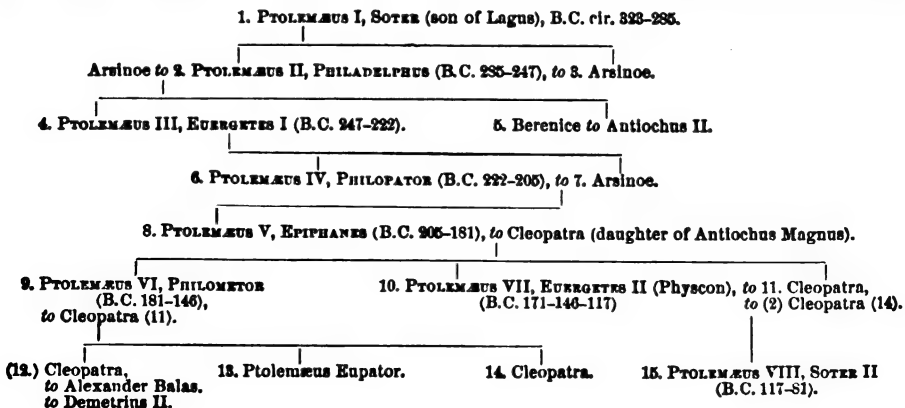 1. PTOLEMÆUS I, SOTER (son of Lagus), B.C. cir. 323–285.
Arsinoe to 2. PTOLEMÆUS II, PHILADELPHUS (B.C. 285–247), to 3. Arsinoe.
4. PTOLEMÆUS III, EUERGETES I (B.C. 247–222). 5. Berenice to Antiochus II.
6. PTOLEMÆUS IV, PHILOPATOR (B.C. 222–205), to 7. Arsinoe.
8. PTOLEMÆUS V, EPIPHANES (B.C. 205–181), to Cleopatra (daughter of Antiochus Magnus).
9. PTOLEMÆUS VI, PHILOMETOR
(B.C. 181–146),
to Cleopatra (11).
10. PTOLEMÆUS VII, EUERGETES II (Physcon), to 11. Cleopatra,
(B.C. 171–146–117) to (2) Cleopatra (14).
(12.) Cleopatra,
to Alexander Balas.
to Demetrius II.
13. Ptolemæus Eupator.
14. Cleopatra.
15. PTOLEMÆUS VIII, SOTER II
(B.C. 117–81).